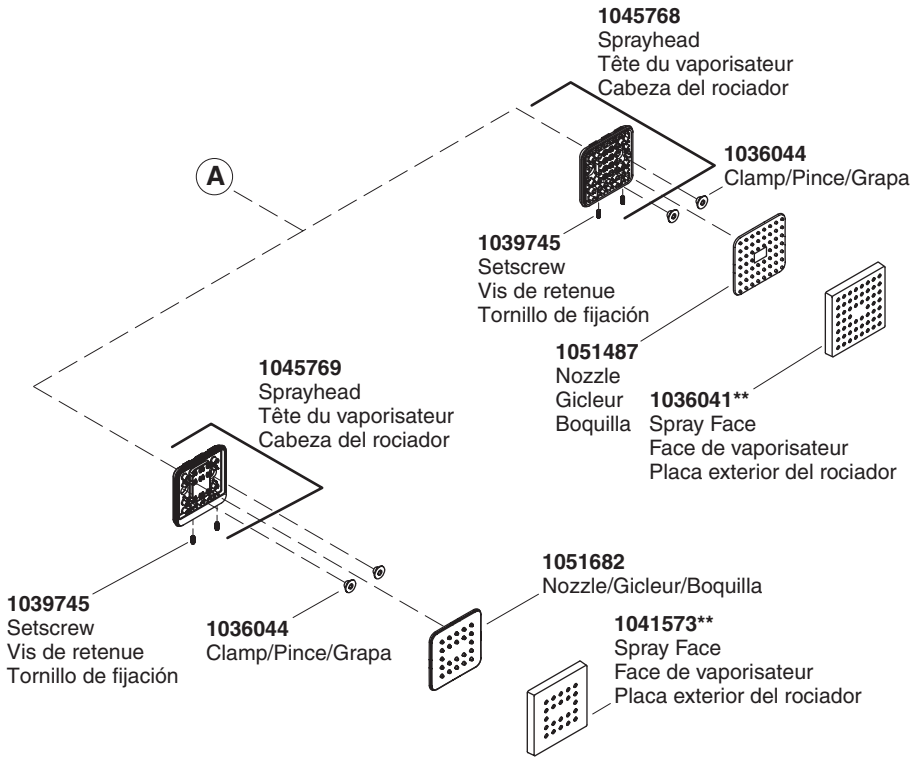 1045768
Sprayhead
Tête du vaporisateur
Cabeza del rociador
A
1036044
Clamp/Pince/Grapa
1039745
Setscrew
Vis de retenue
Tornillo de fijación
1051487
Nozzle
Gicleur
Boquilla
1036041**
Spray Face
Face de vaporisateur
Placa exterior del rociador
1045769
Sprayhead
Tête du vaporisateur
Cabeza del rociador
1039745
Setscrew
Vis de retenue
Tornillo de fijación
1036044
Clamp/Pince/Grapa
1051682
Nozzle/Gicleur/Boquilla
1041573**
Spray Face
Face de vaporisateur
Placa exterior del rociador